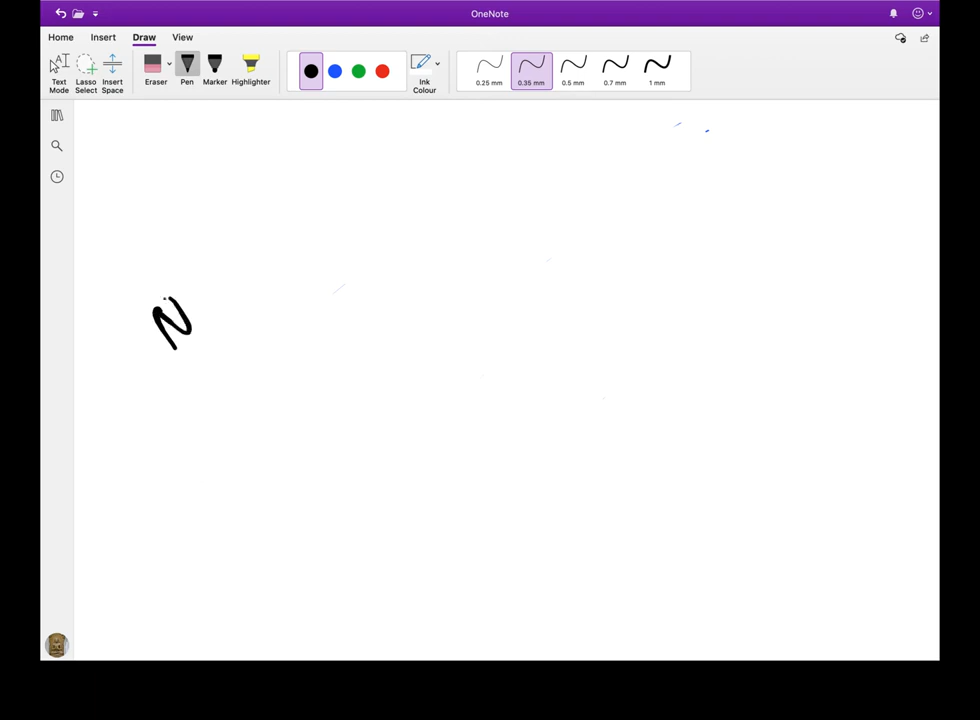 OneNote
Home Insert Draw View
Text Mode
Lasso Select
Insert Space
Eraser
Pen
Marker
Highlighter
Ink Colour
0.25 mm
0.35 mm
0.5 mm
0.7 mm
1 mm
N